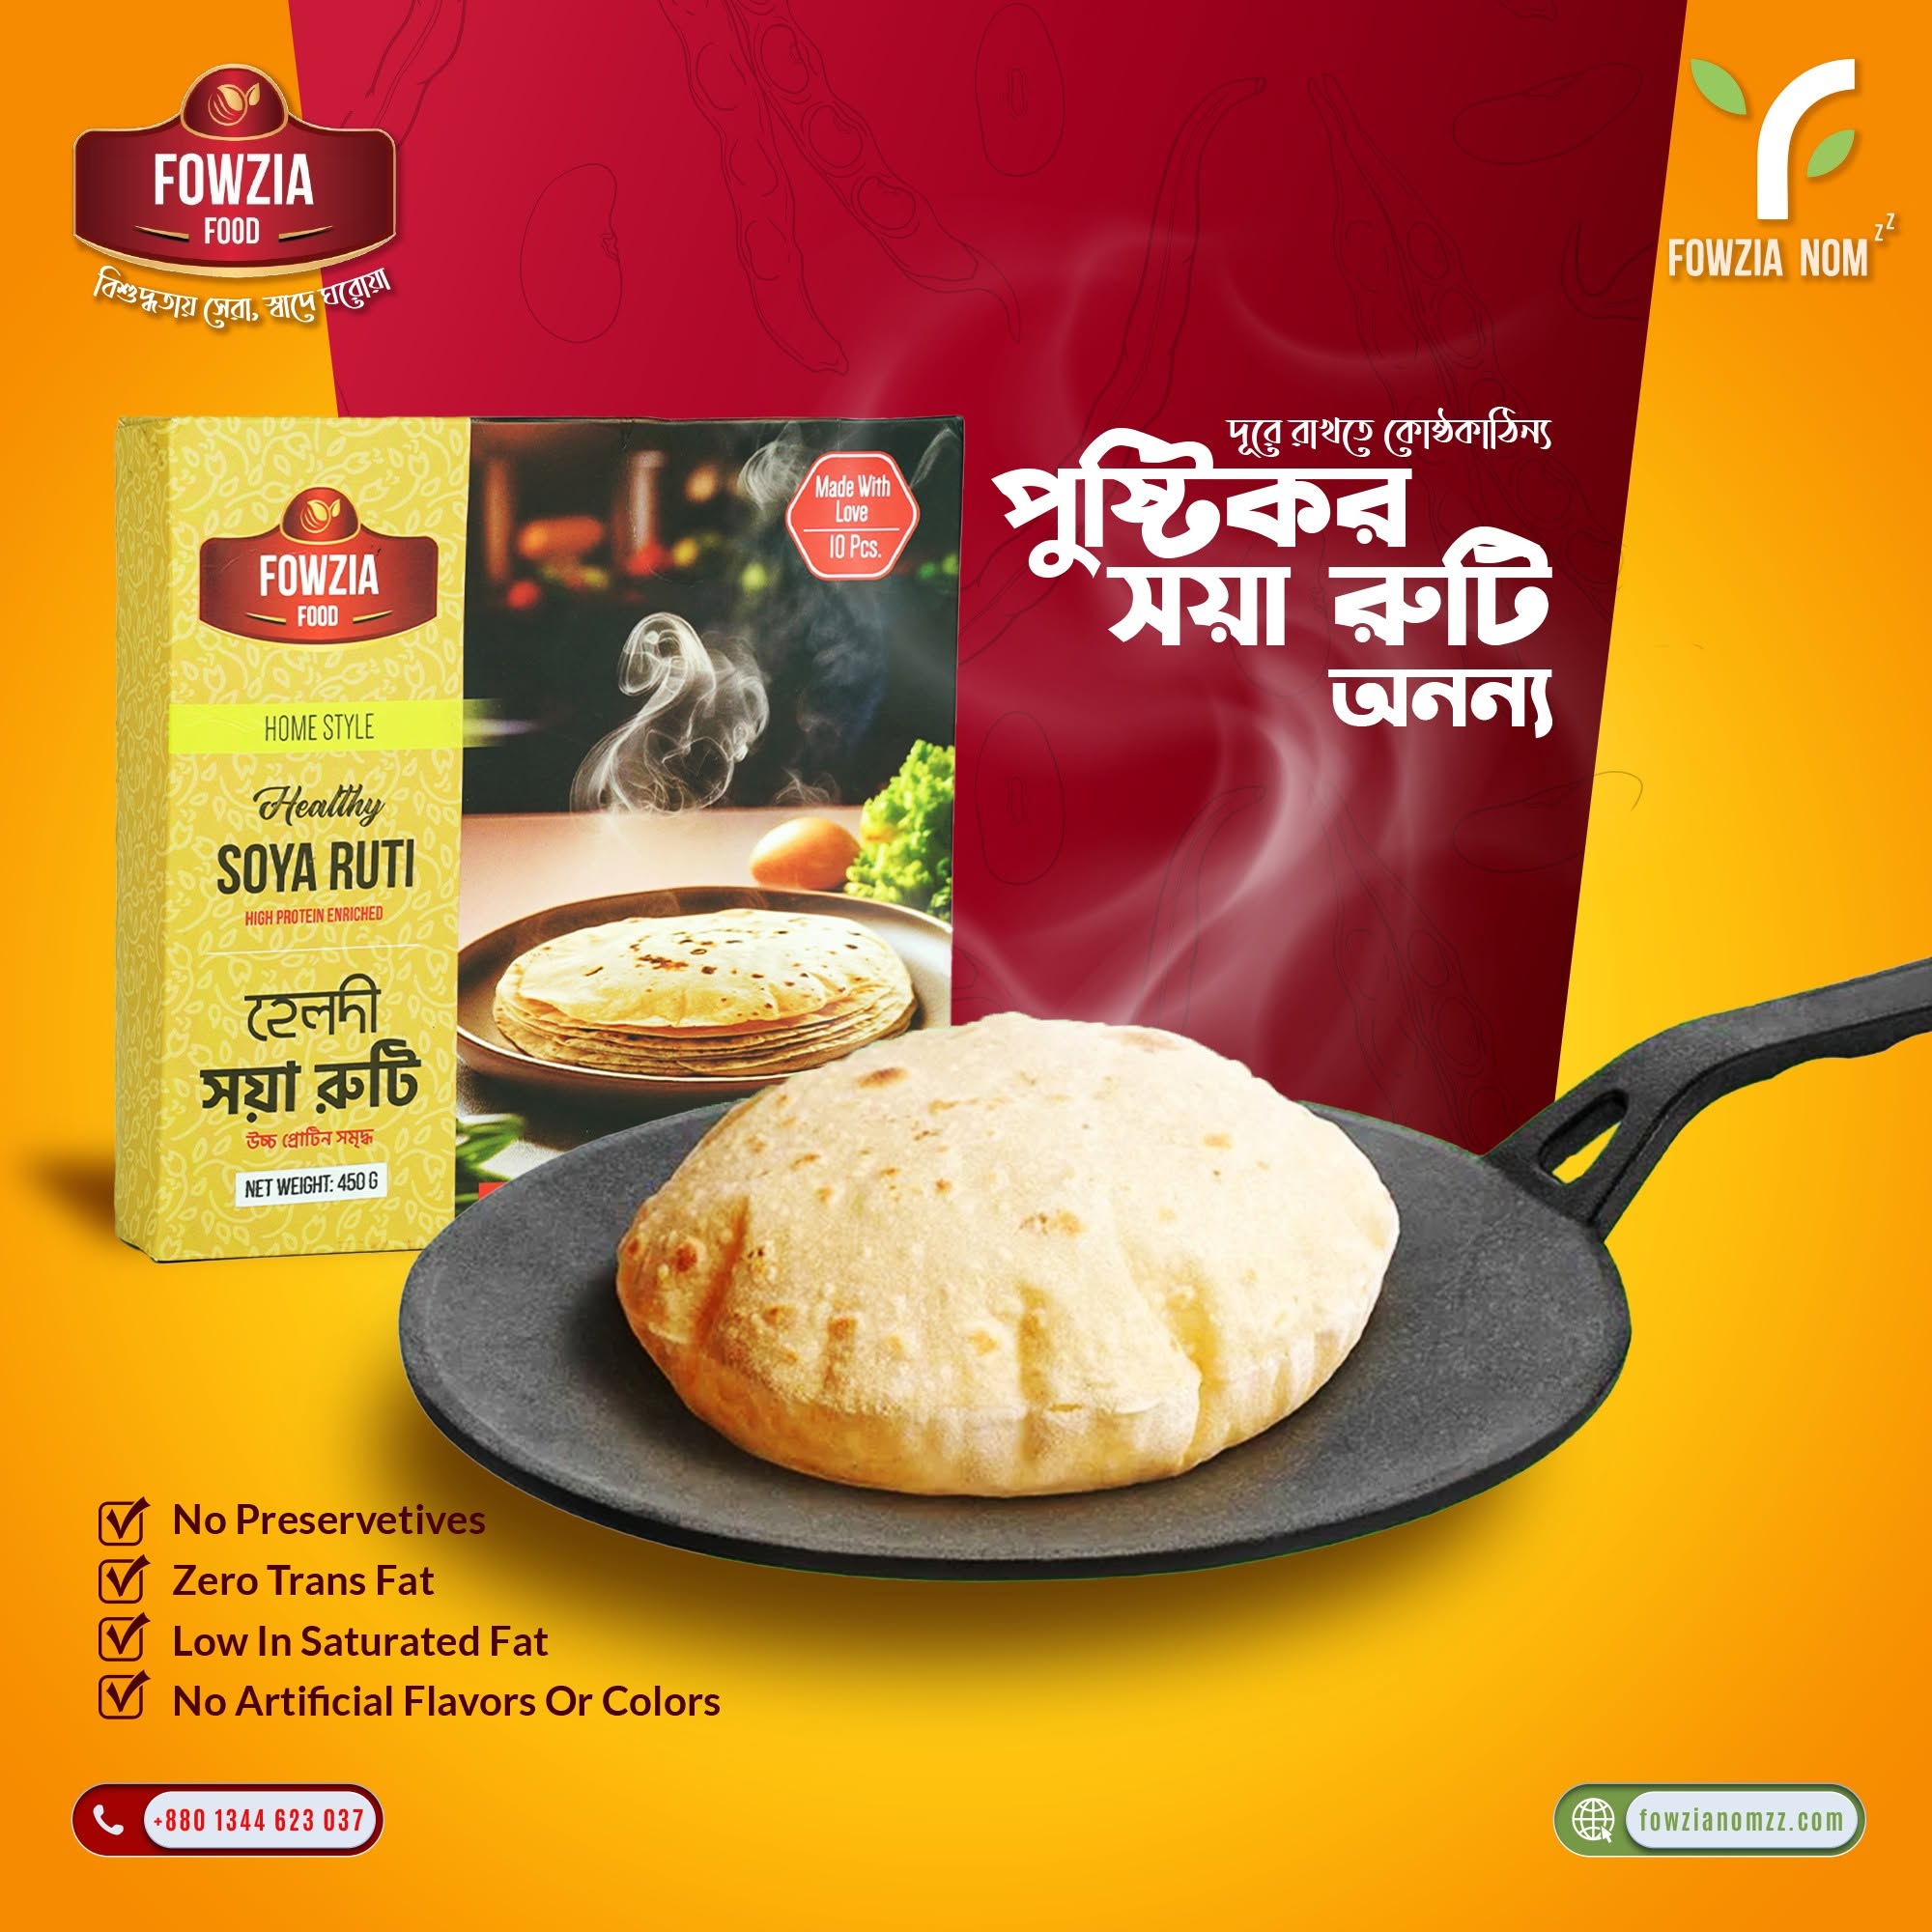 FOWZIA
FOOD
বিশুদ্ধতায় সেরা, স্বাদে ঘরোয়া
FOWZIA NOM zz
দূরে রাখতে কোষ্ঠকাঠিন্য
পুষ্টিকর
সয়া রুটি
অনন্য
Made With
Love
10 Pcs.
FOWZIA
FOOD
HOME STYLE
Healthy
SOYA RUTI
HIGH PROTEIN ENRICHED
হেলদী
সয়া রুটি
উচ্চ প্রোটিন সমৃদ্ধ
NET WEIGHT: 450 G
No Preservetives
Zero Trans Fat
Low In Saturated Fat
No Artificial Flavors Or Colors
+880 1344 623 037
fowzianomzz.com